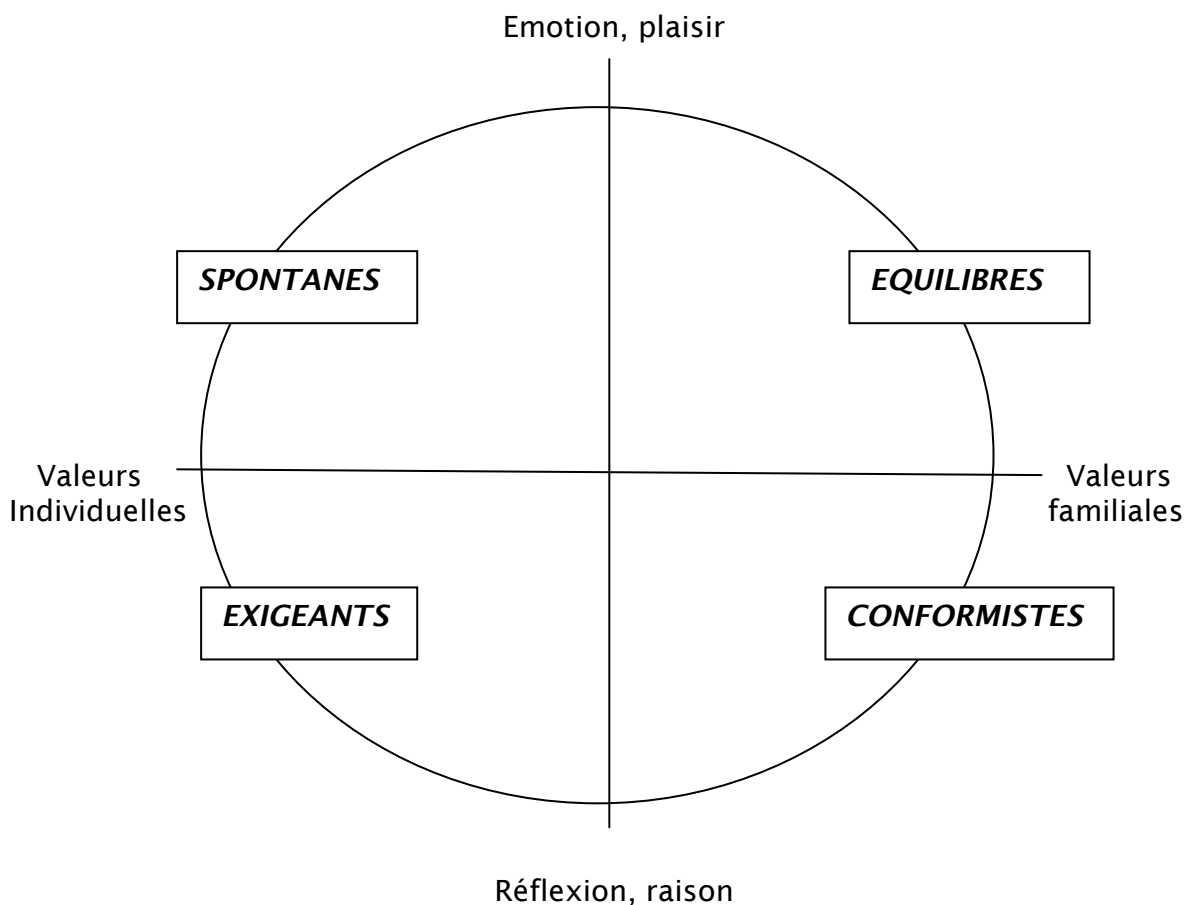 Emotion, plaisir
SPONTANES
EQUILIBRES
Valeurs
Individuelles
Valeurs
familiales
EXIGEANTS
CONFORMISTES
Réflexion, raison